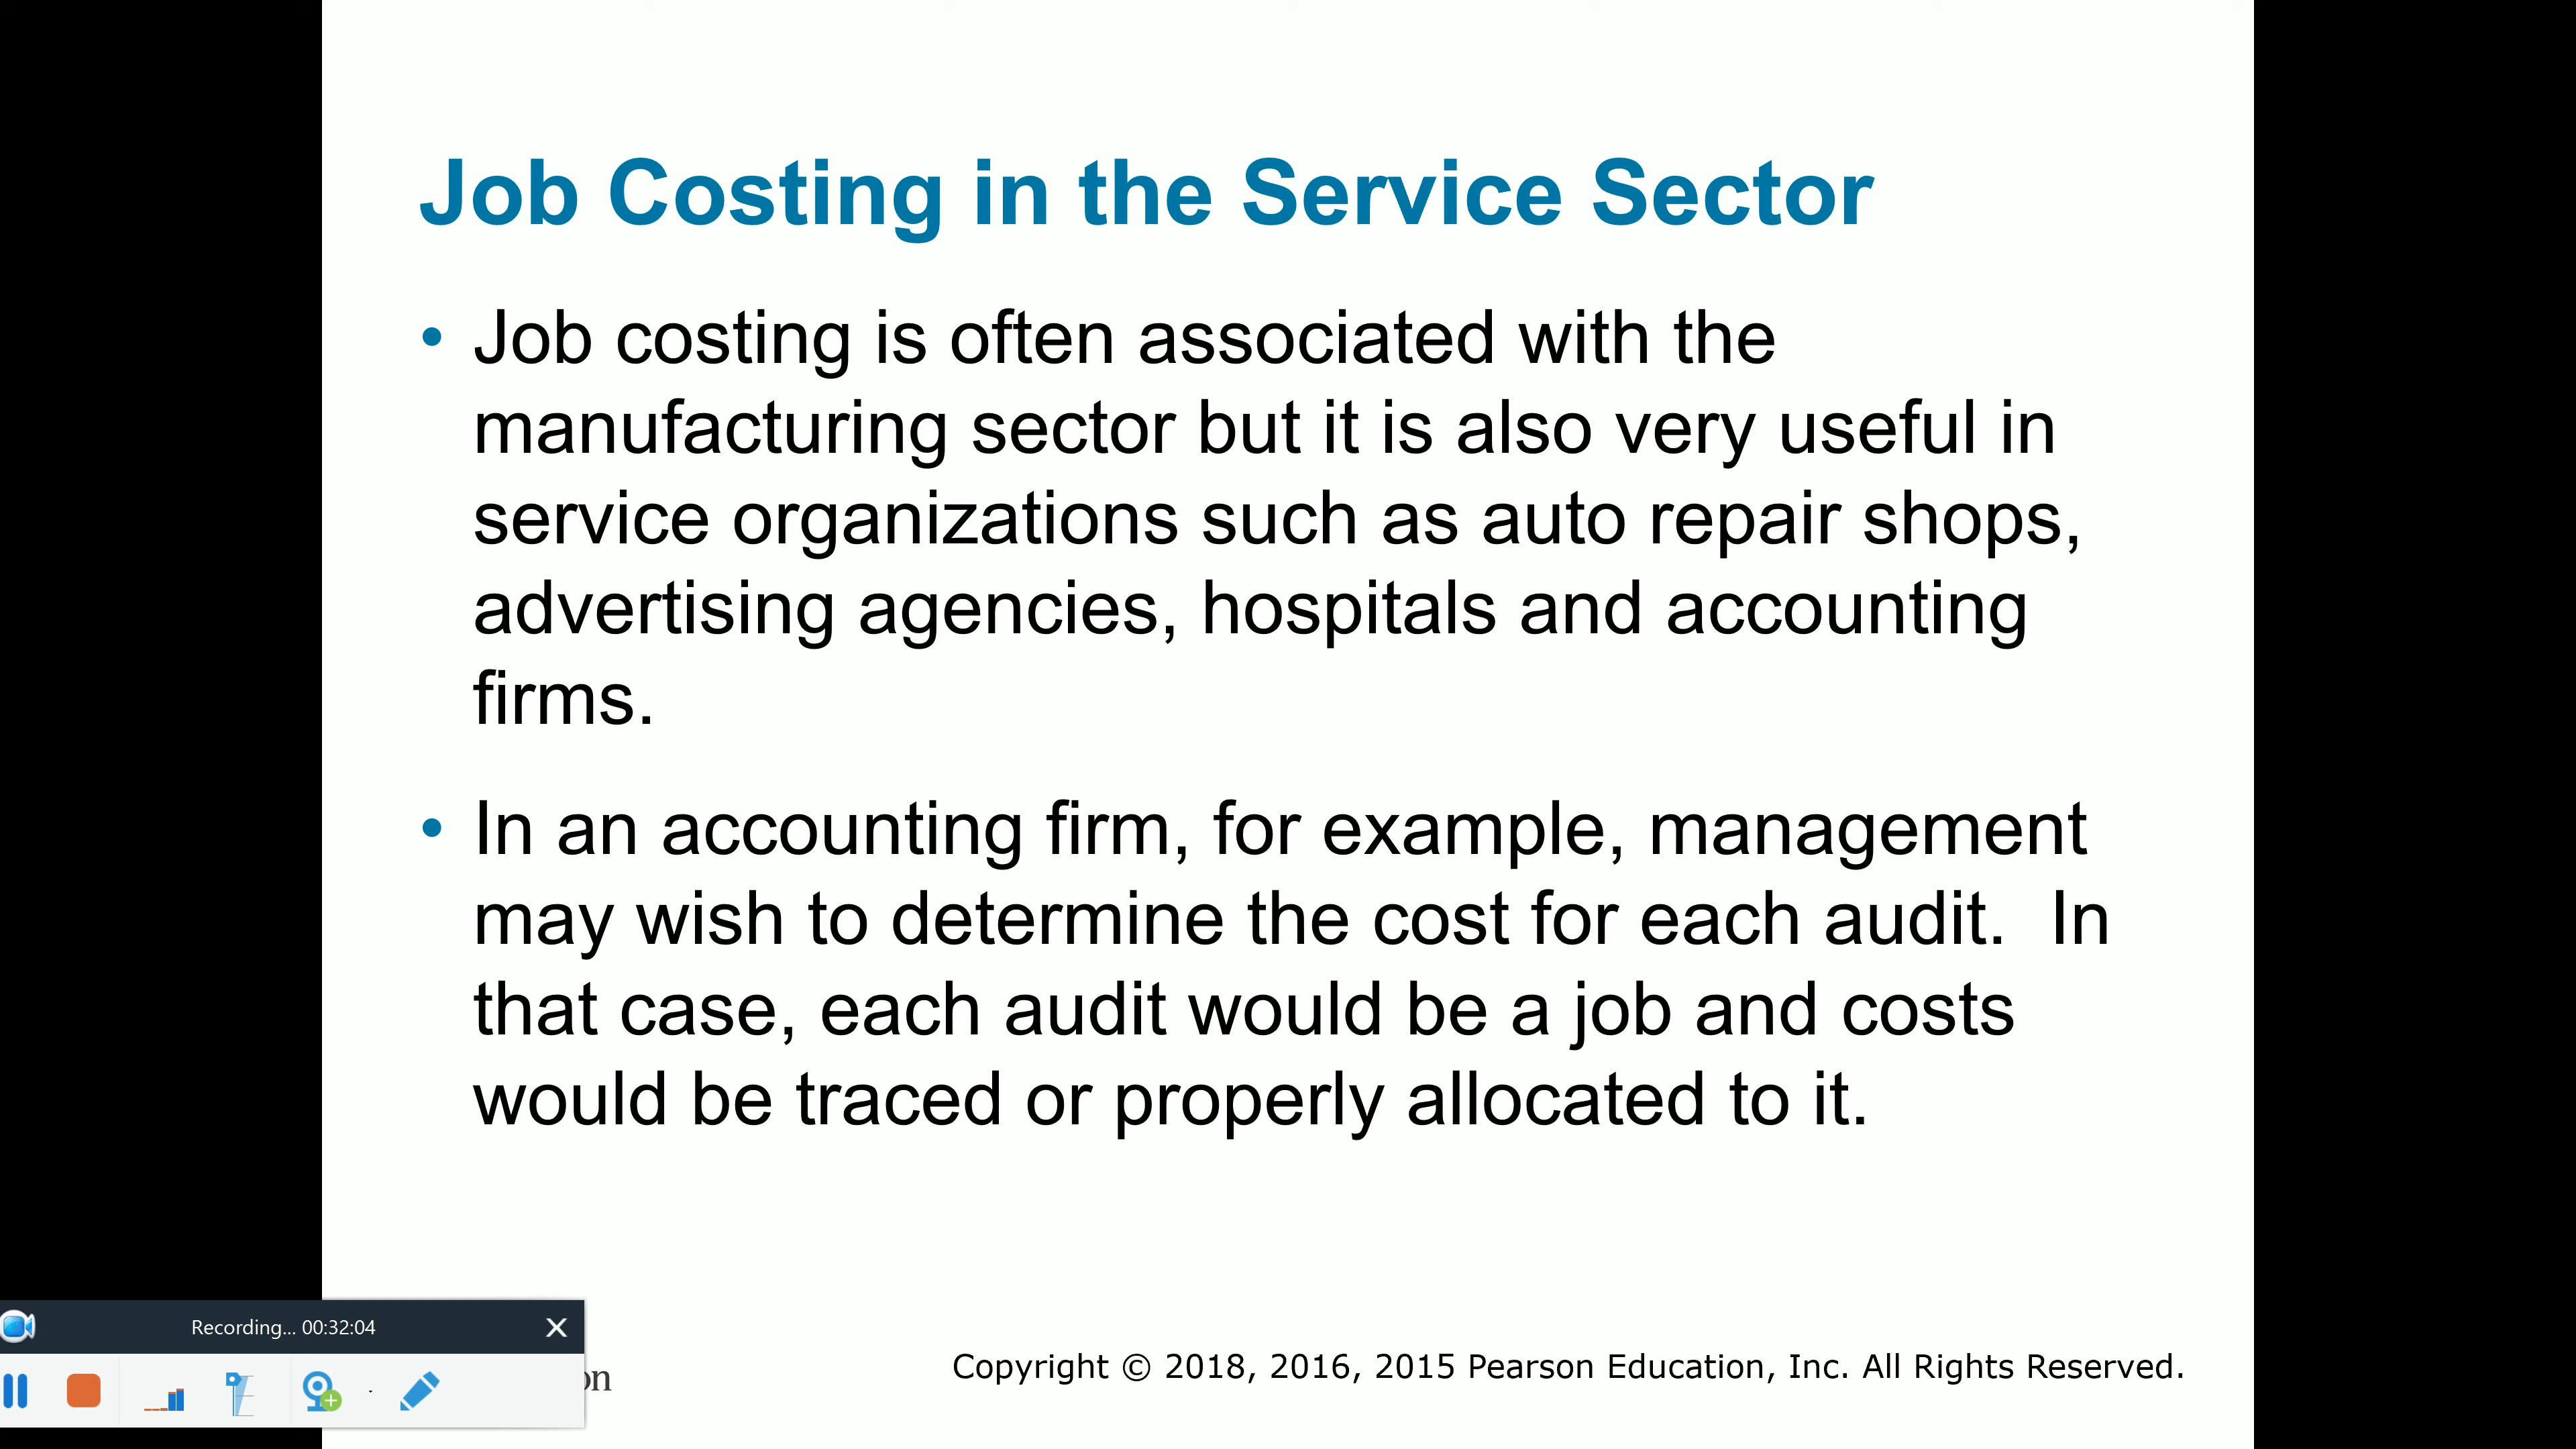 Job Costing in the Service Sector
• Job costing is often associated with the
manufacturing sector but it is also very useful in
service organizations such as auto repair shops,
advertising agencies, hospitals and accounting
firms.
• In an accounting firm, for example, management
may wish to determine the cost for each audit.  In
that case, each audit would be a job and costs
would be traced or properly allocated to it.
Recording... 00:32:04
Copyright © 2018, 2016, 2015 Pearson Education, Inc. All Rights Reserved.